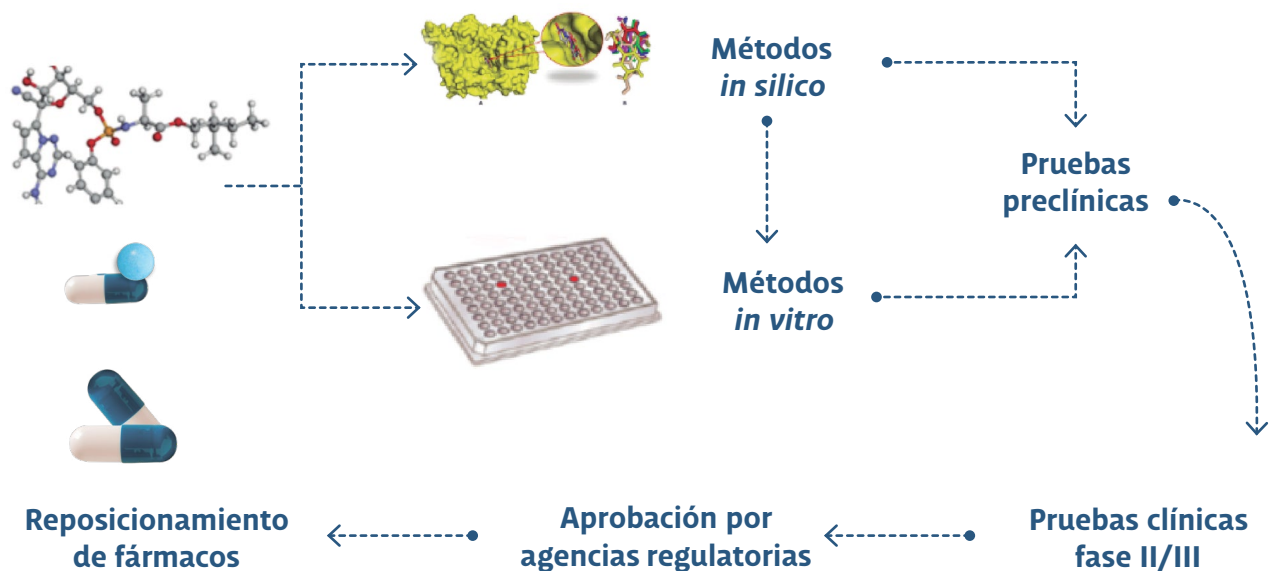 Métodos
in silico
Pruebas
preclínicas
Métodos
in vitro
Reposicionamiento
de fármacos
Aprobación por
agencias regulatorias
Pruebas clínicas
fase II/III